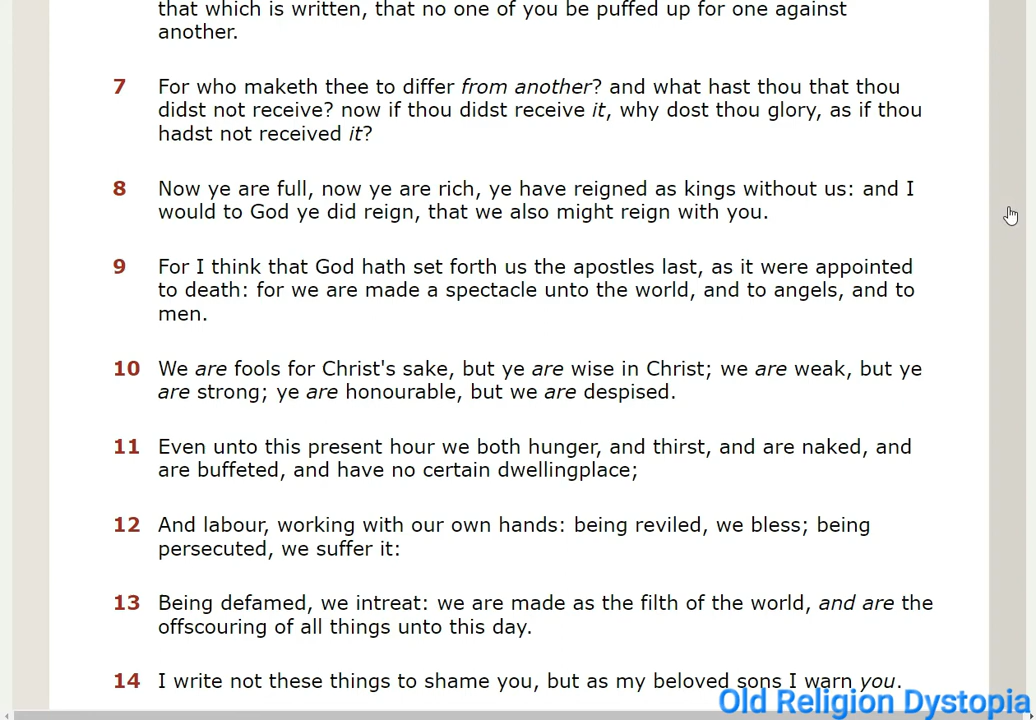 that which is written, that no one of you be puffed up for one against
another.
7 For who maketh thee to differ from another? and what hast thou that thou
didst not receive? now if thou didst receive it, why dost thou glory, as if thou
hadst not received it?
8 Now ye are full, now ye are rich, ye have reigned as kings without us: and I
would to God ye did reign, that we also might reign with you.
9 For I think that God hath set forth us the apostles last, as it were appointed
to death: for we are made a spectacle unto the world, and to angels, and to
men.
10 We are fools for Christ's sake, but ye are wise in Christ; we are weak, but ye
are strong; ye are honourable, but we are despised.
11 Even unto this present hour we both hunger, and thirst, and are naked, and
are buffeted, and have no certain dwellingplace;
12 And labour, working with our own hands: being reviled, we bless; being
persecuted, we suffer it:
13 Being defamed, we intreat: we are made as the filth of the world, and are the
offscouring of all things unto this day.
14 I write not these things to shame you, but as my beloved sons I warn you.
Old Religion Dystopia